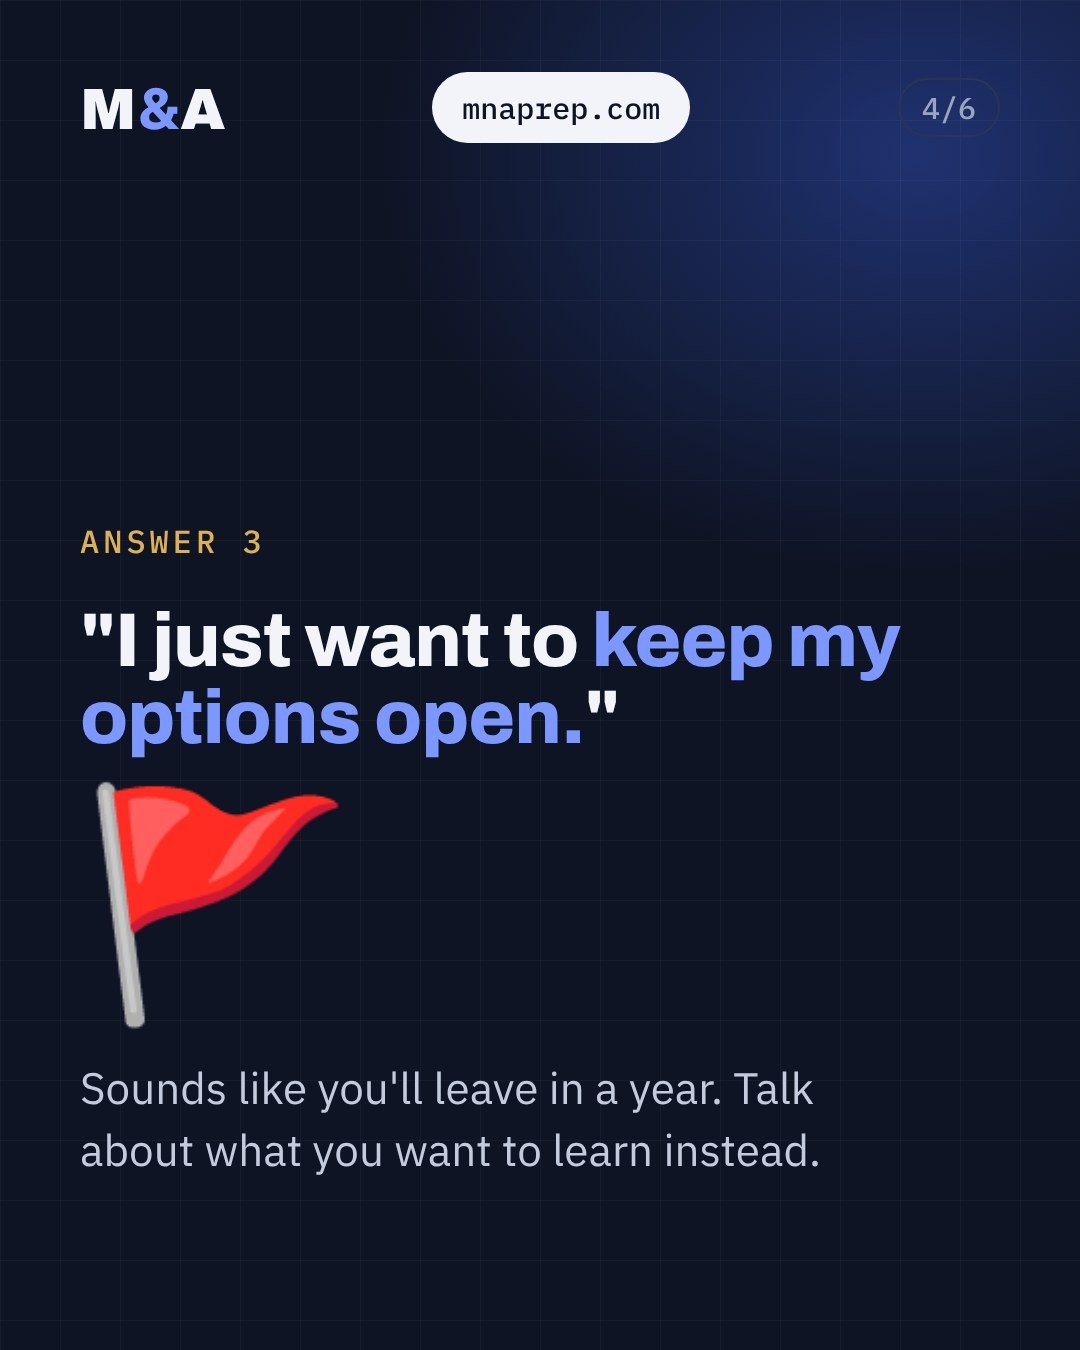 M&A
mnaprep.com
4/6
ANSWER 3
"I just want to keep my
options open."
Sounds like you'll leave in a year. Talk
about what you want to learn instead.